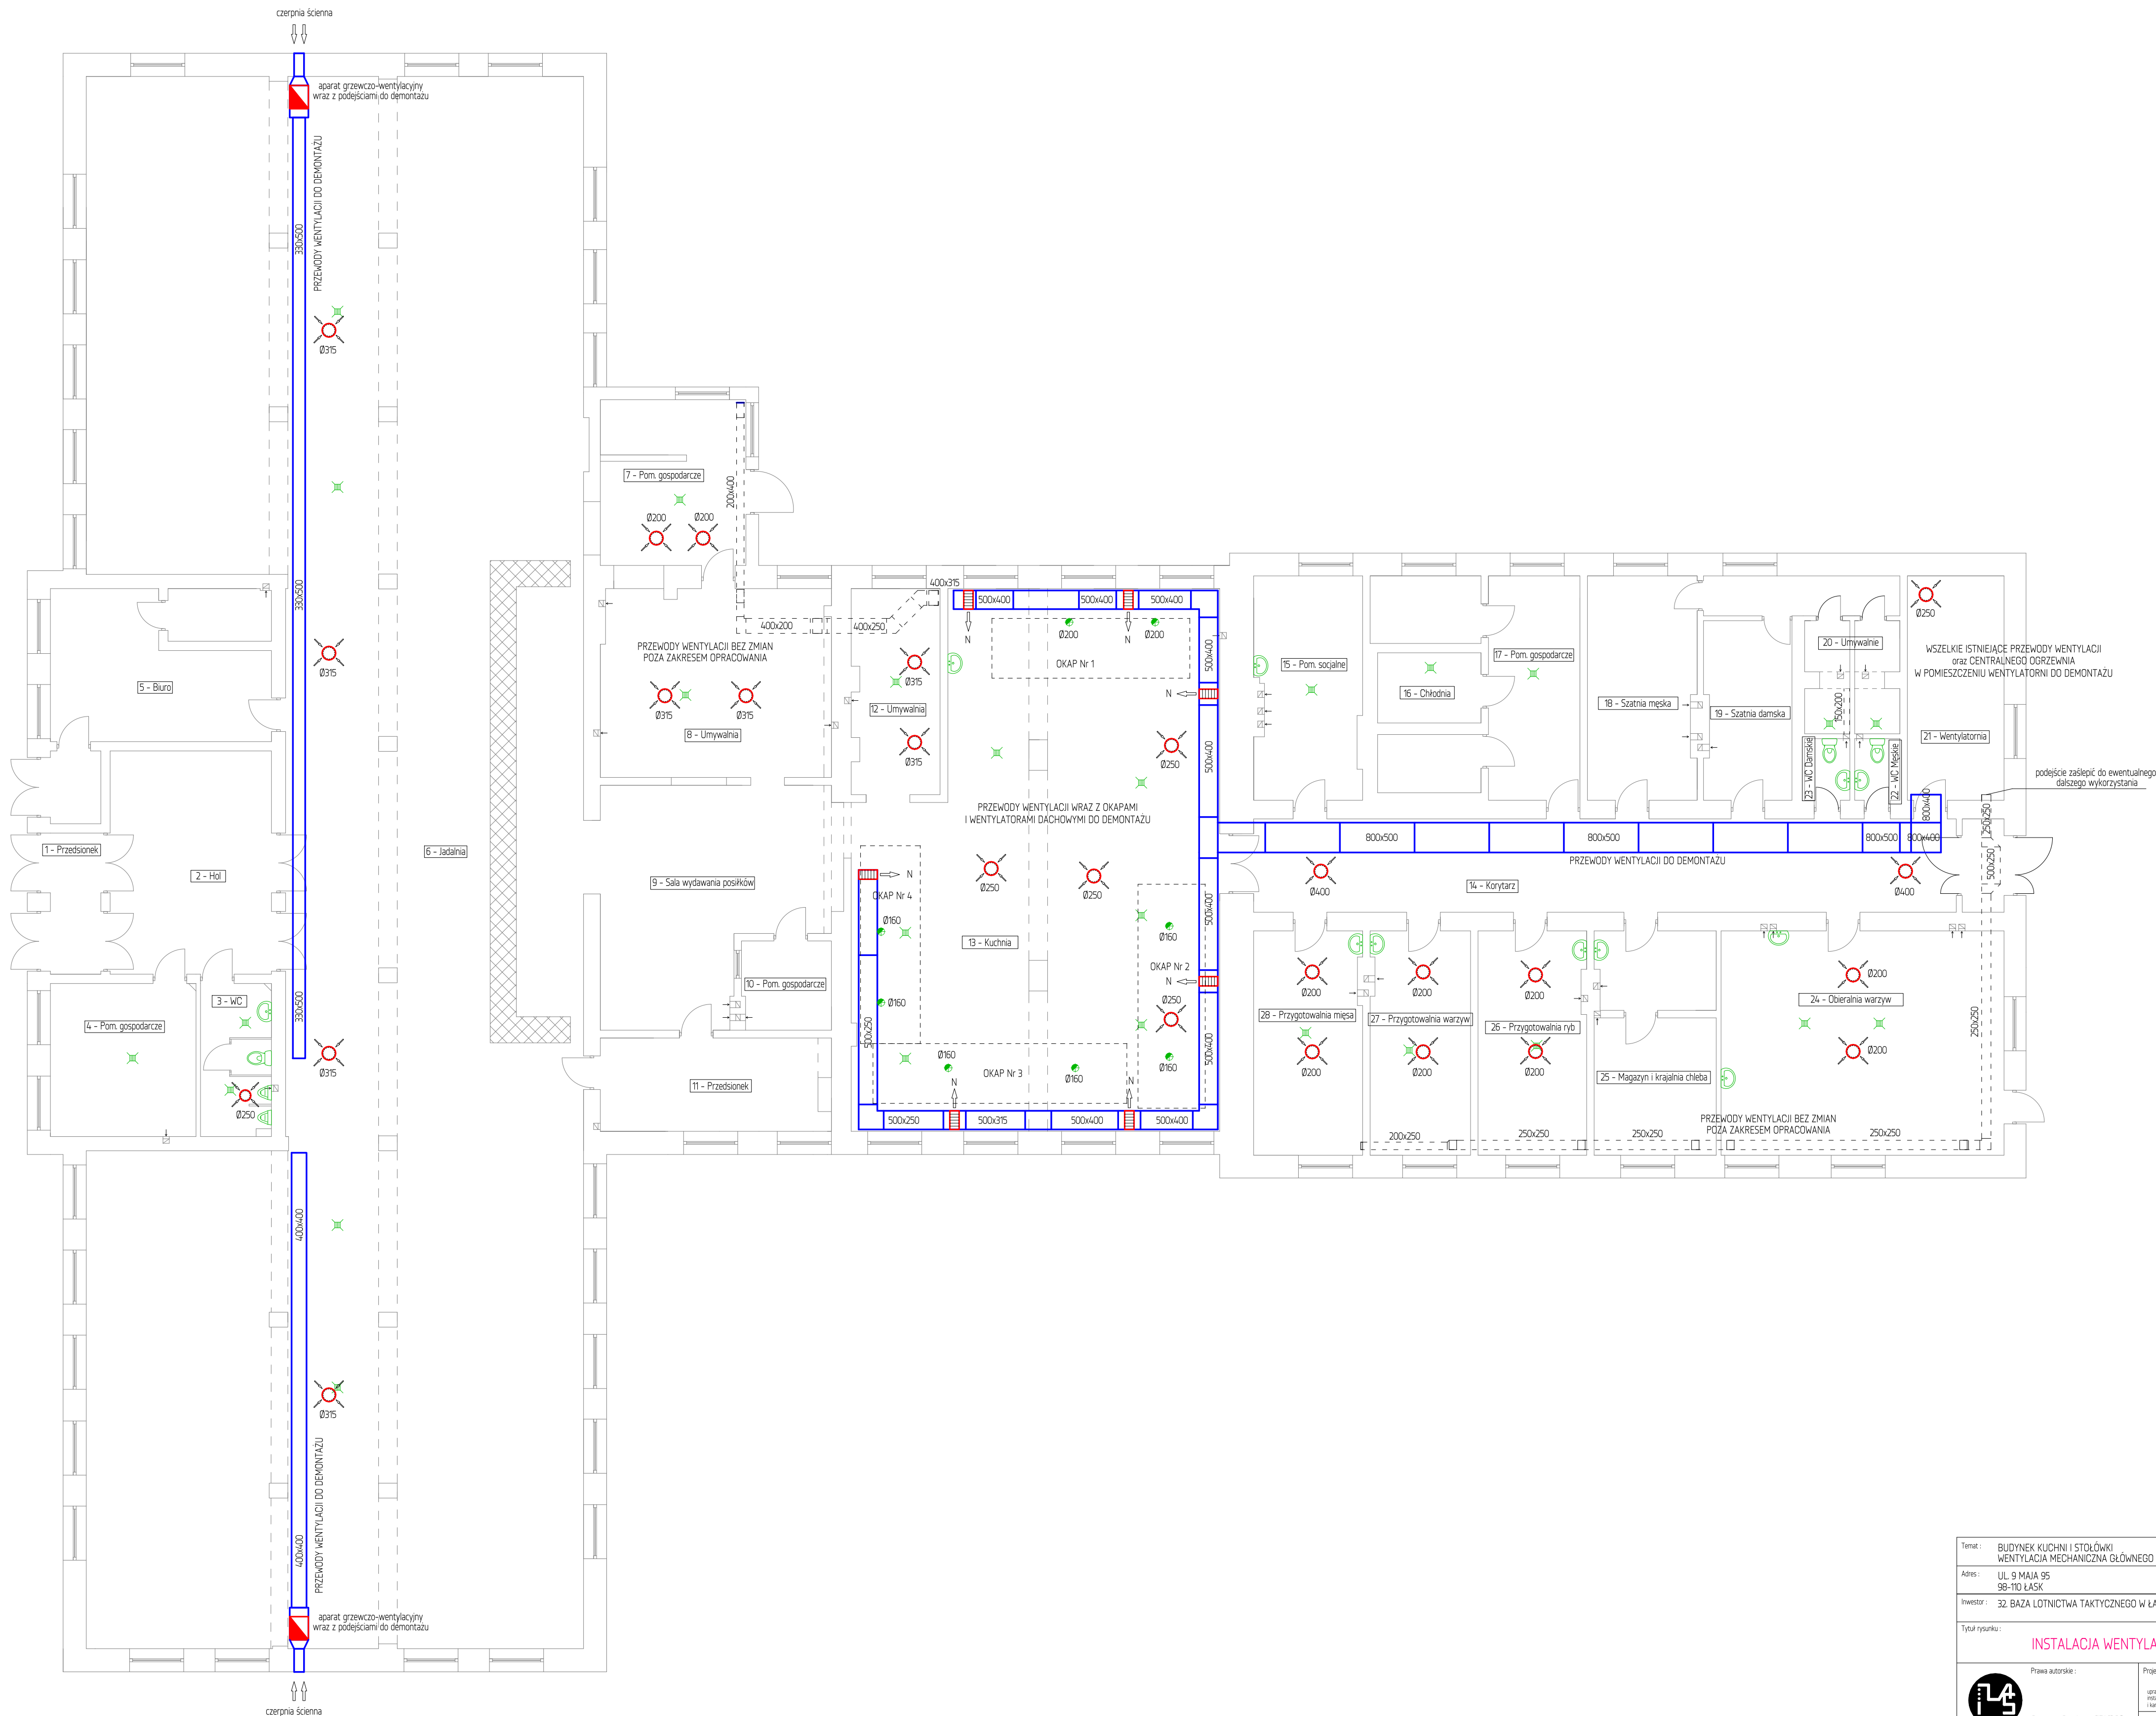 czerpnia ścienna
aparat grzewczo-wentylacyjny
wraz z podejściami do demontażu
PRZEWODY WENTYLACJI DO DEMONTAŻU
330x500
Ø315
330x500
Ø315
330x500
Ø315
5 - Biuro
1 - Przedsionek
2 - Hol
3 - WC
4 - Pom. gospodarcze
Ø250
6 - Jadalnia
400x400
Ø315
400x400
PRZEWODY WENTYLACJI DO DEMONTAŻU
aparat grzewczo-wentylacyjny
wraz z podejściami do demontażu
czerpnia ścienna
7 - Pom. gospodarcze
200x400
Ø200
Ø200
400x200
400x250
400x315
PRZEWODY WENTYLACJI BEZ ZMIAN
POZA ZAKRESEM OPRACOWANIA
Ø315
Ø315
8 - Umywalnia
Ø315
12 - Umywalnia
Ø315
9 - Sala wydawania posiłków
10 - Pom. gospodarcze
11 - Przedsionek
500x400
500x400
500x400
N
N
Ø200
Ø200
OKAP Nr 1
500x400
N
Ø250
500x400
PRZEWODY WENTYLACJI WRAZ Z OKAPAMI
I WENTYLATORAMI DACHOWYMI DO DEMONTAŻU
N
OKAP Nr 4
Ø160
Ø250
Ø250
500x400
13 - Kuchnia
Ø160
OKAP Nr 2
N
Ø160
Ø250
500x250
Ø160
OKAP Nr 3
Ø160
Ø160
500x400
N
N
500x250
500x315
500x400
500x400
15 - Pom. socjalne
16 - Chłodnia
17 - Pom. gospodarcze
18 - Szatnia męska
19 - Szatnia damska
20 - Umywalnie
150x200
23 - WC Damskie
22 - WC Męskie
Ø250
WSZELKIE ISTNIEJĄCE PRZEWODY WENTYLACJI
oraz CENTRALNEGO OGRZEWNIA
W POMIESZCZENIU WENTYLATORNI DO DEMONTAŻU
21 - Wentylatornia
podejście zaślepić do ewentualnego
dalszego wykorzystania
800x400
250x250
800x500
800x500
800x500
800x400
PRZEWODY WENTYLACJI DO DEMONTAŻU
500x250
Ø400
14 - Korytarz
Ø400
Ø200
Ø200
Ø200
Ø200
28 - Przygotowalnia mięsa
27 - Przygotowalnia warzyw
26 - Przygotowalnia ryb
24 - Obieralnia warzyw
250x250
Ø200
Ø200
Ø200
Ø200
25 - Magazyn i krajalnia chleba
PRZEWODY WENTYLACJI BEZ ZMIAN
POZA ZAKRESEM OPRACOWANIA
200x250
250x250
250x250
250x250
Temat :
BUDYNEK KUCHNI I STOŁÓWKI
WENTYLACJA MECHANICZNA GŁÓWNEGO
Adres :
UL. 9 MAJA 95
98-110 ŁASK
Inwestor :
32. BAZA LOTNICTWA TAKTYCZNEGO W
Tytuł rysunku :
INSTALACJA
Prawa autorskie :